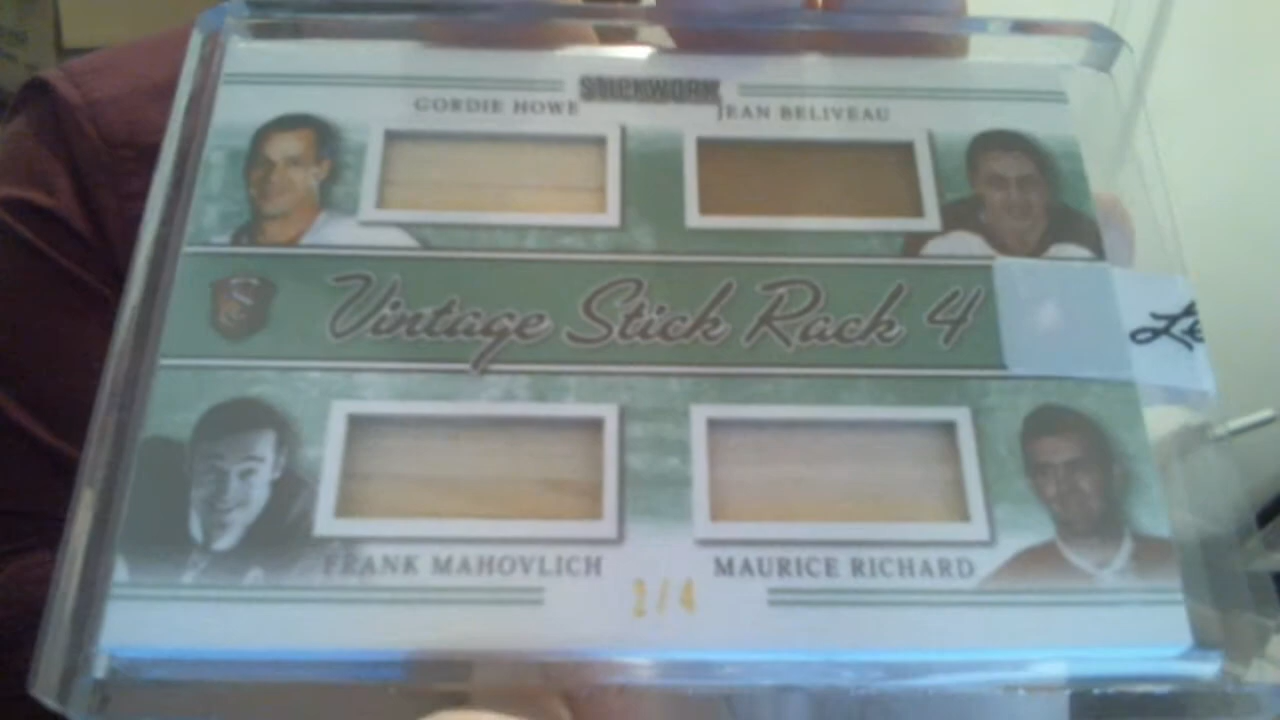 STICKWORK
GORDIE HOWE
JEAN BELIVEAU
Vintage Stick Rack 4
FRANK MAHOVLICH
MAURICE RICHARD
2/4